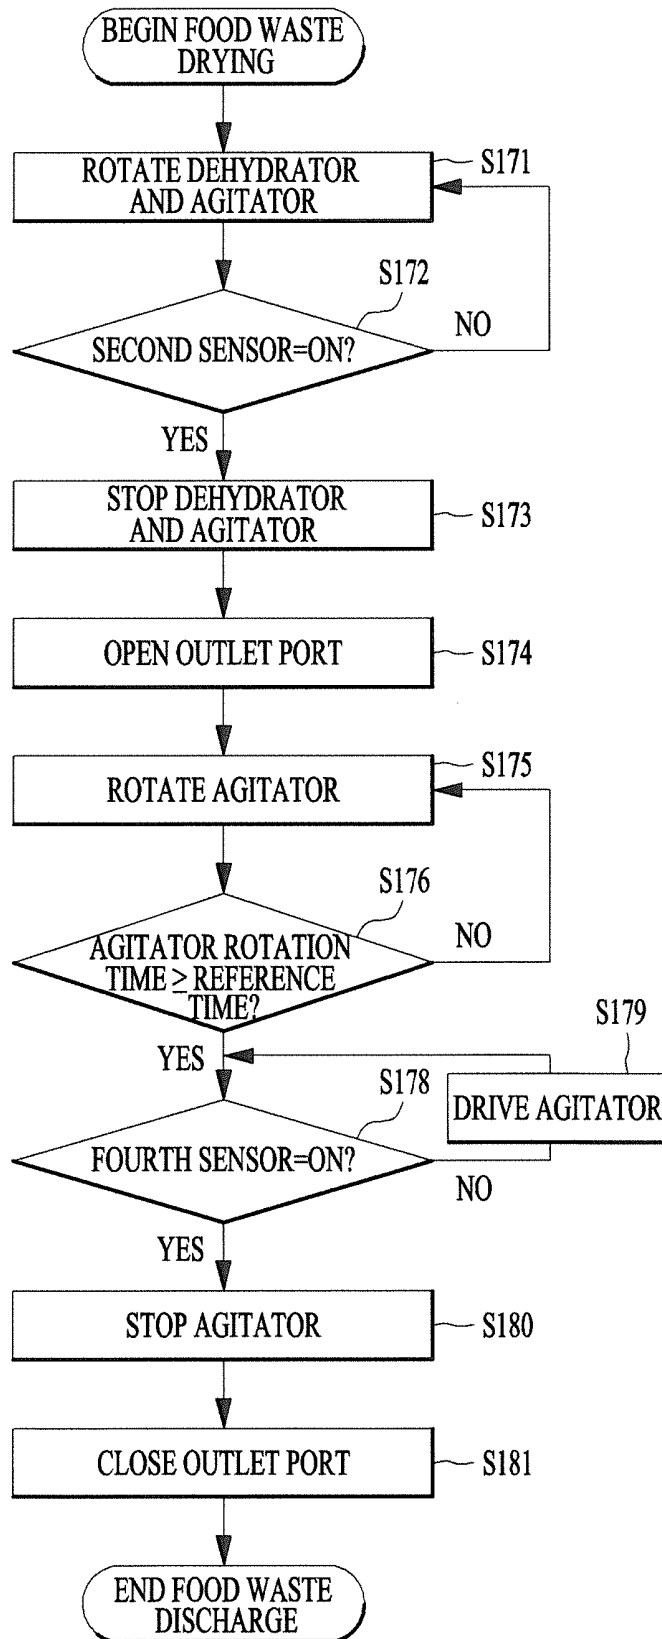 BEGIN FOOD WASTE
DRYING
ROTATE DEHYDRATOR
AND AGITATOR
S171
S172
SECOND SENSOR=ON?
NO
YES
STOP DEHYDRATOR
AND AGITATOR
S173
OPEN OUTLET PORT
S174
ROTATE AGITATOR
S175
S176
AGITATOR ROTATION
TIME ≥ REFERENCE
TIME?
NO
YES
S179
DRIVE AGITATOR
S178
FOURTH SENSOR=ON?
NO
YES
STOP AGITATOR
S180
CLOSE OUTLET PORT
S181
END FOOD WASTE
DISCHARGE